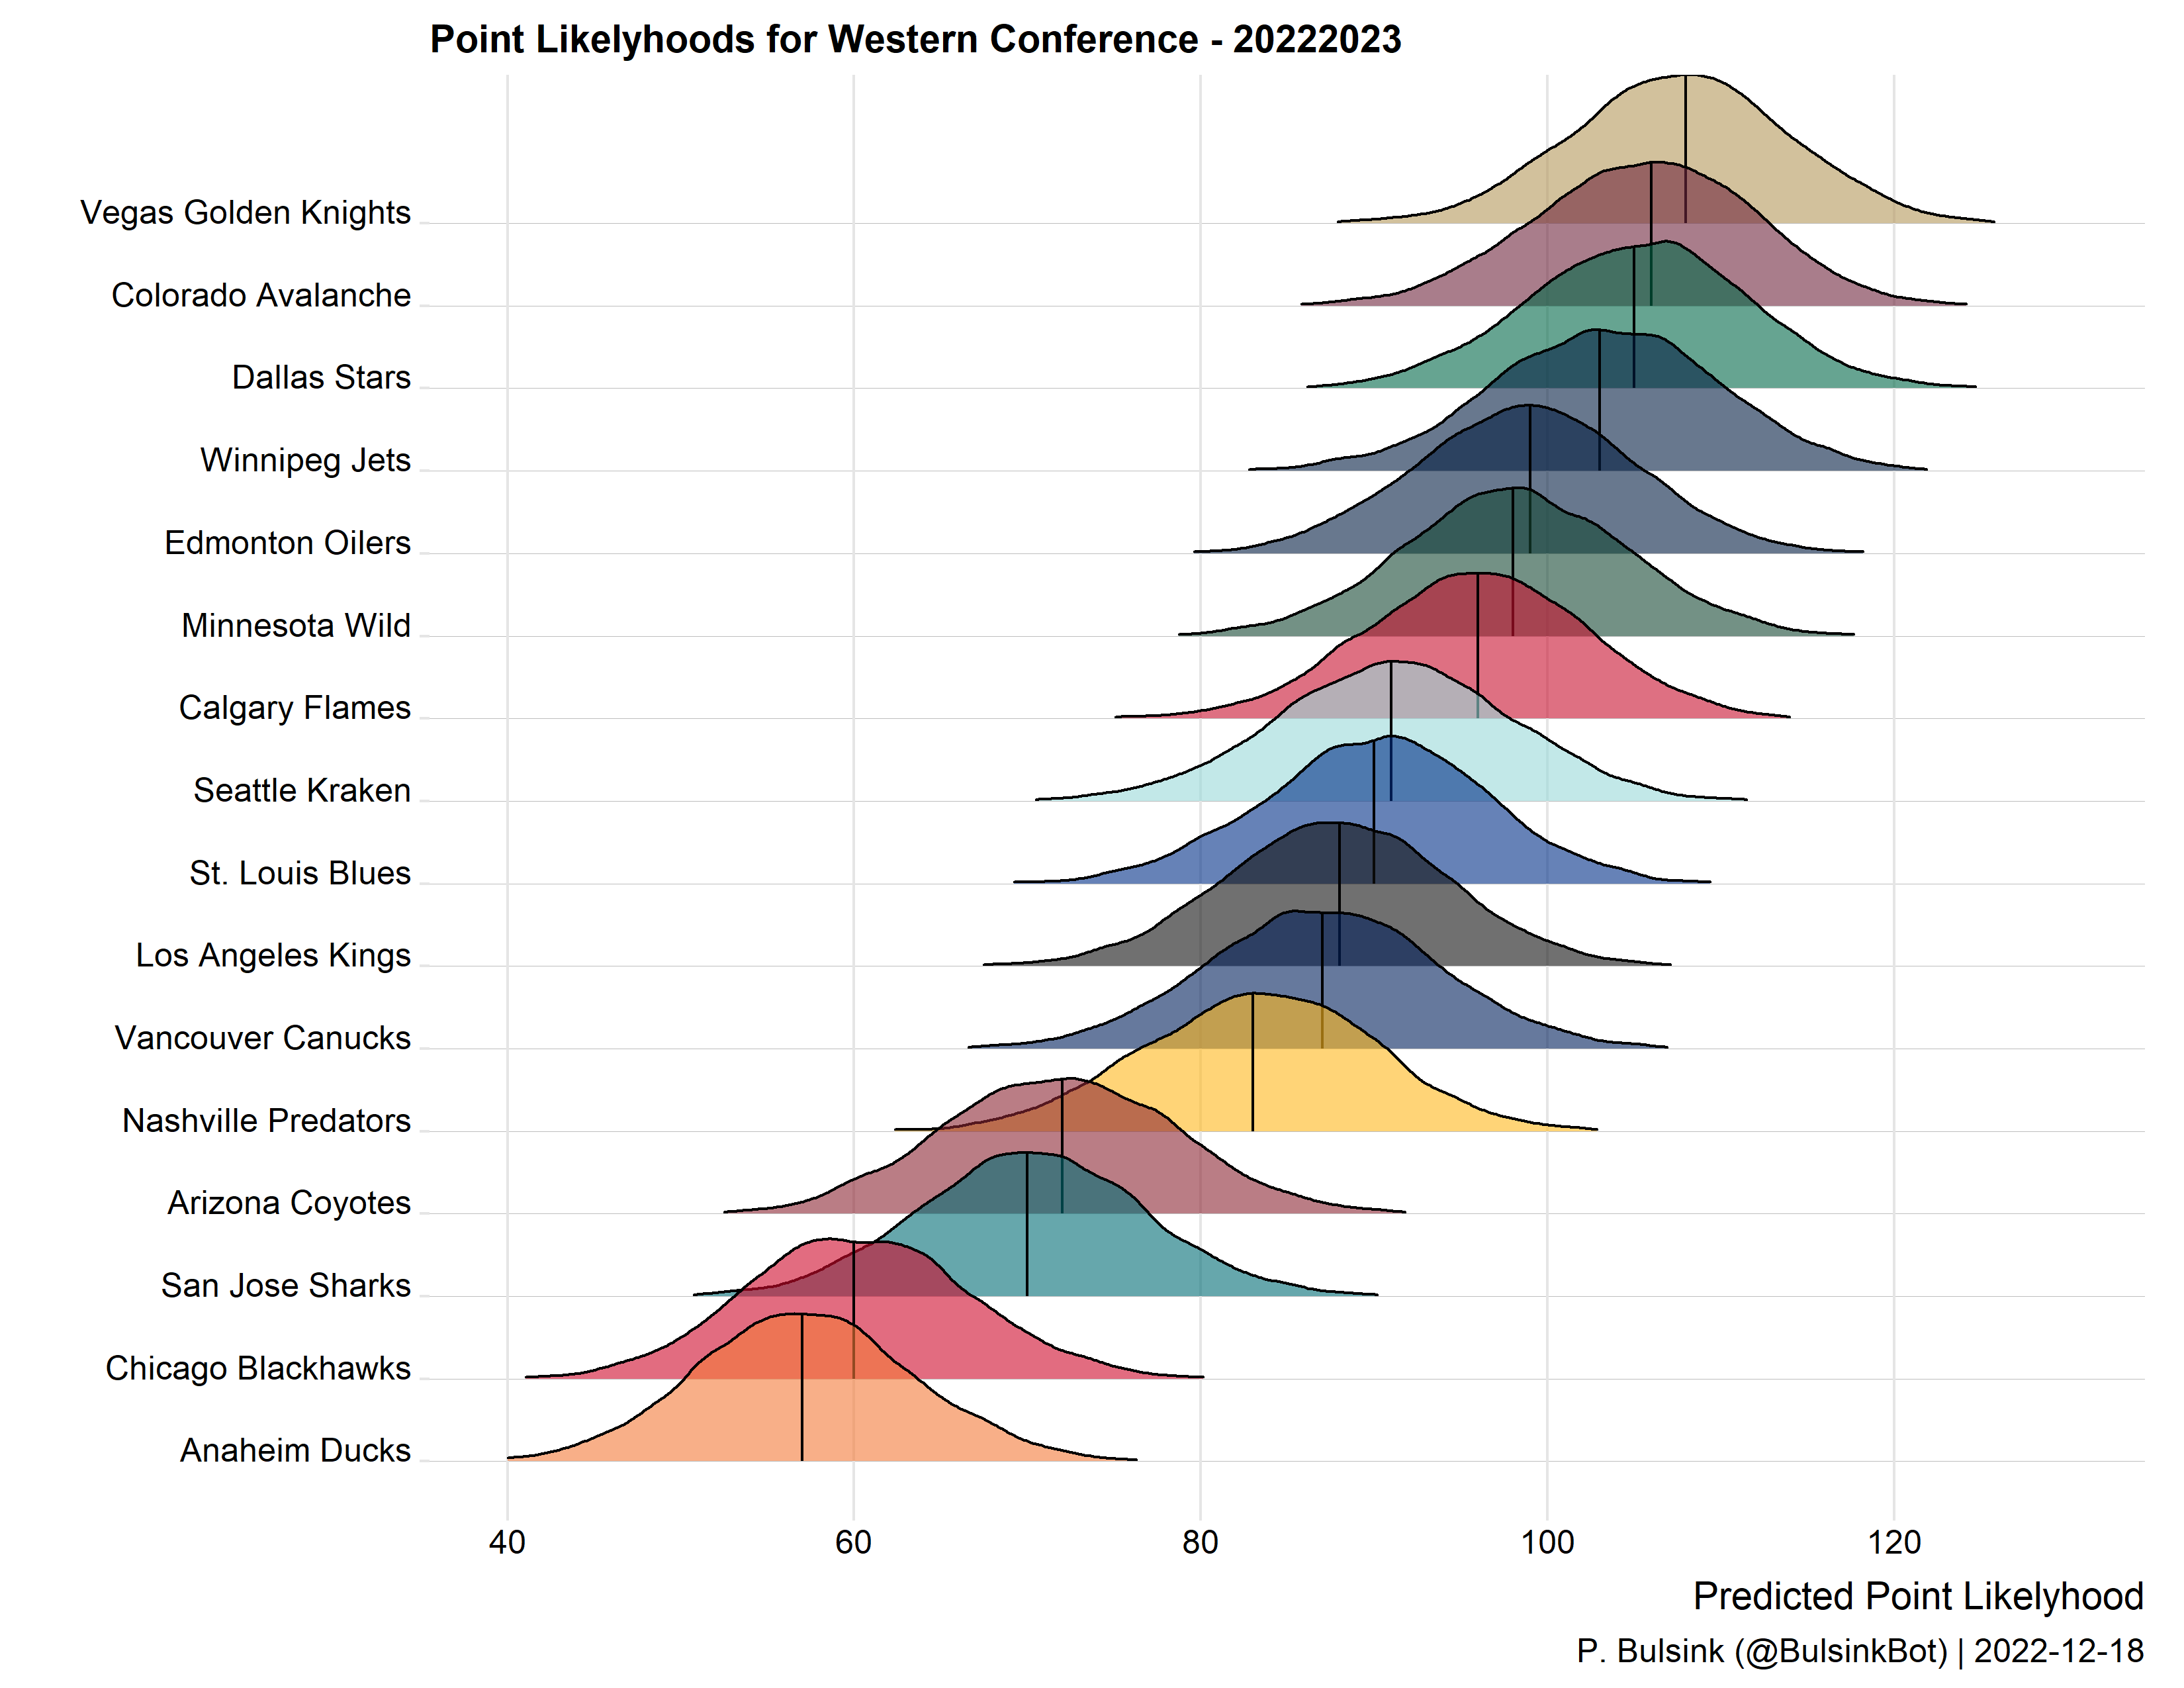 Point Likelyhoods for Western Conference - 20222023
Vegas Golden Knights
Colorado Avalanche
Dallas Stars
Winnipeg Jets
Edmonton Oilers
Minnesota Wild
Calgary Flames
Seattle Kraken
St. Louis Blues
Los Angeles Kings
Vancouver Canucks
Nashville Predators
Arizona Coyotes
San Jose Sharks
Chicago Blackhawks
Anaheim Ducks
40 60 80 100 120
Predicted Point Likelyhood
P. Bulsink (@BulsinkBot) | 2022-12-18